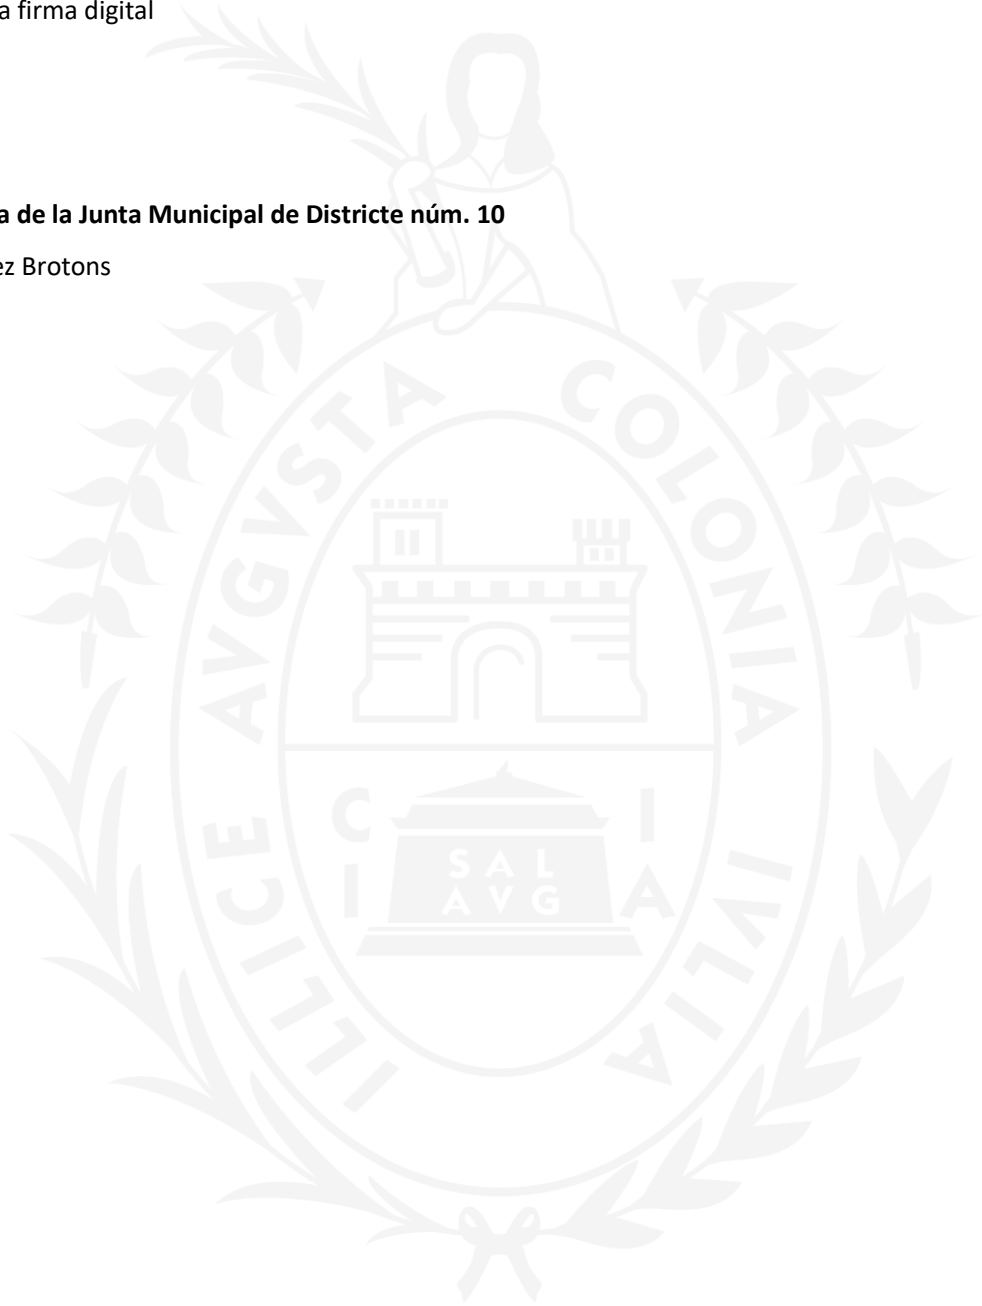 a firma digital
a de la Junta Municipal de Districte núm. 10
ez Brotons
COLONIA IVLIA ILLICE AVGVSTA
C I
I A
SAL
AVG